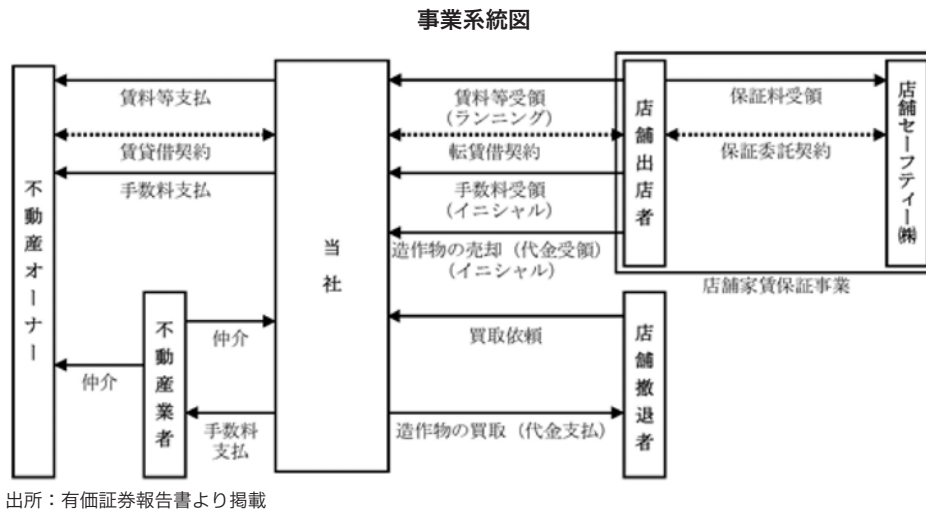 事業系統図
不動産オーナー
賃料等支払
賃貸借契約
手数料支払
仲介
不動産業者
仲介
手数料
支払
当社
賃料等受領
(ランニング)
転賃借契約
手数料受領
(イニシャル)
造作物の売却（代金受領）
(イニシャル)
買取依頼
造作物の買取（代金支払）
店舗出店者
保証料受領
保証委託契約
店舗セーフティー㈱
店舗家賃保証事業
店舗撤退者
出所：有価証券報告書より掲載